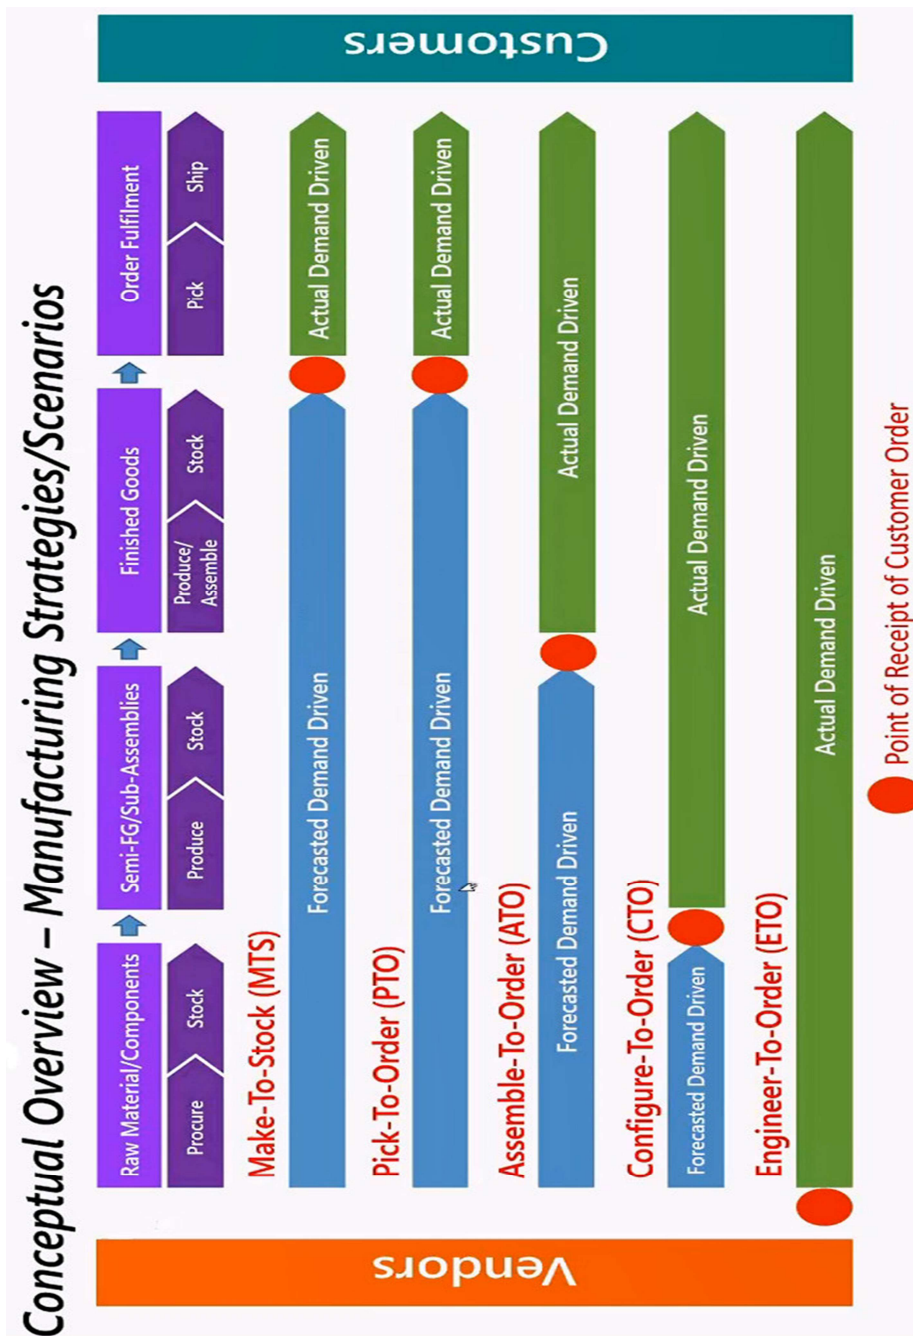 Conceptual Overview – Manufacturing Strategies/Scenarios
Vendors
Raw Material/Components
Semi-FG/Sub-Assemblies
Finished Goods
Order Fulfilment
Procure
Stock
Produce
Stock
Produce/
Assemble
Stock
Pick
Ship
Make-To-Stock (MTS)
Forecasted Demand Driven
Actual Demand Driven
Pick-To-Order (PTO)
Forecasted Demand Driven
Actual Demand Driven
Assemble-To-Order (ATO)
Forecasted Demand Driven
Actual Demand Driven
Configure-To-Order (CTO)
Forecasted Demand Driven
Actual Demand Driven
Engineer-To-Order (ETO)
Actual Demand Driven
Customers
Point of Receipt of Customer Order